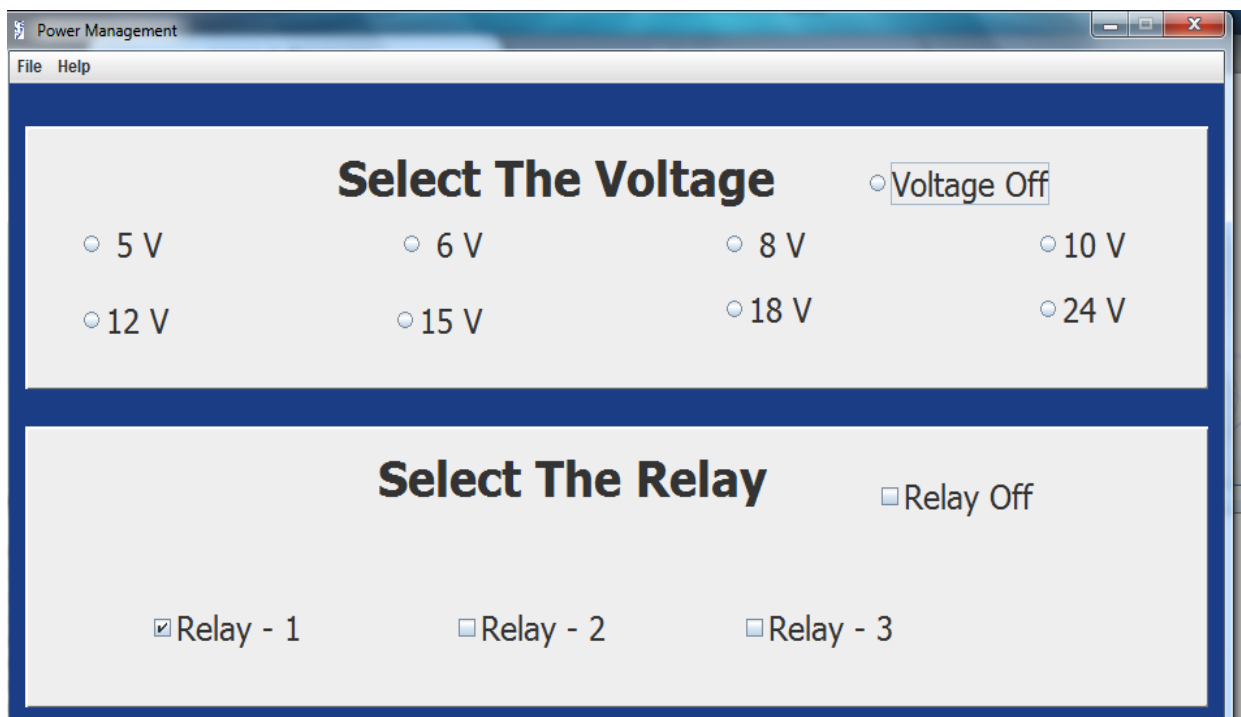 Power Management
File Help
Select The Voltage
Voltage Off
5 V 6 V 8 V 10 V
12 V 15 V 18 V 24 V
Select The Relay
Relay Off
Relay - 1 Relay - 2 Relay - 3